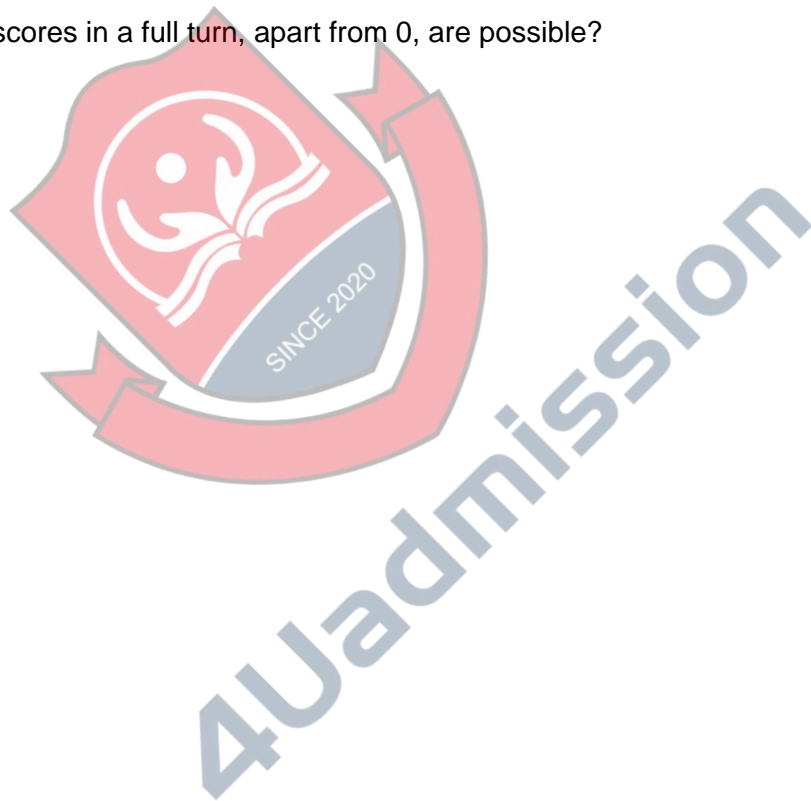 scores in a full turn, apart from 0, are possible?
SINCE 2020
4Uadmission